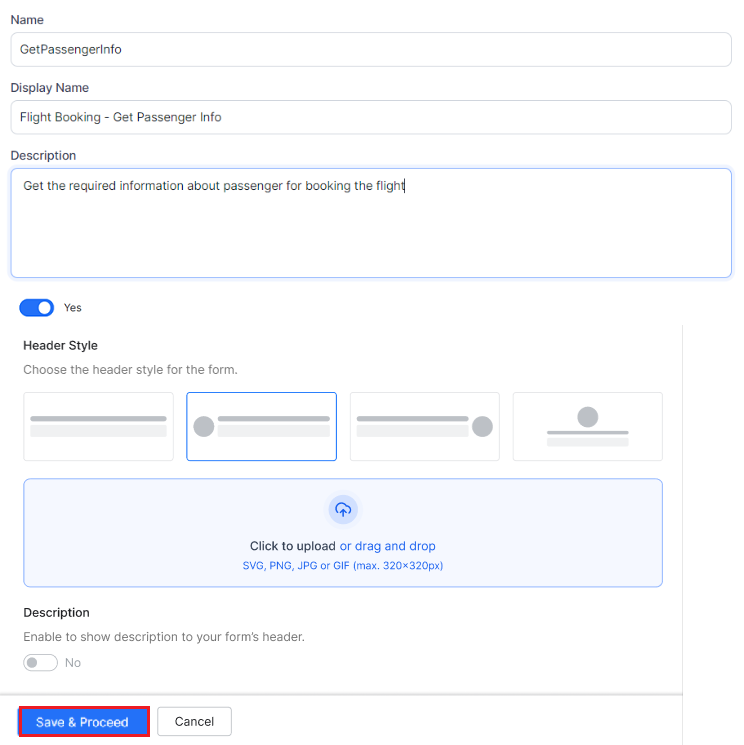 Name
GetPassengerInfo
Display Name
Flight Booking - Get Passenger Info
Description
Get the required information about passenger for booking the flight
Yes
Header Style
Choose the header style for the form.
Click to upload or drag and drop
SVG, PNG, JPG or GIF (max. 320x320px)
Description
Enable to show description to your form's header.
No
Save & Proceed Cancel